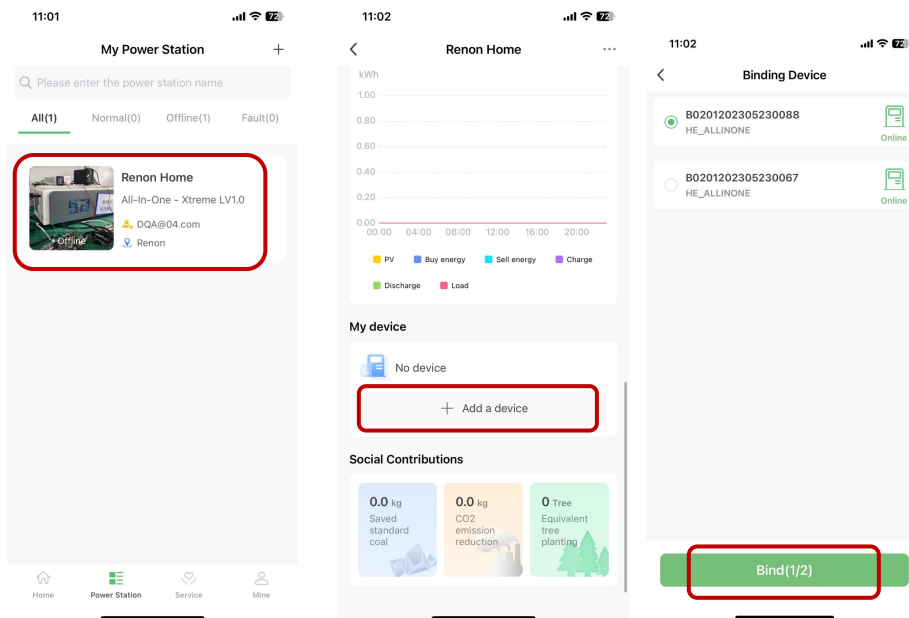 11:01
72
My Power Station
+
Please enter the power station name
All(1)
Normal(0)
Offline(1)
Fault(0)
Renon Home
All-In-One - Xtreme LV1.0
DQA@04.com
Renon
Offline
Home
Power Station
Service
Mine
11:02
72
Renon Home
...
kWh
1.00
0.80
0.60
0.40
0.20
0.00
00:00 04:00 08:00 12:00 16:00 20:00
PV Buy energy Sell energy Charge
Discharge Load
My device
No device
+ Add a device
Social Contributions
0.0 kg
Saved
standard
coal
0.0 kg
CO2
emission
reduction
0 Tree
Equivalent
tree
planting
11:02
72
Binding Device
B0201202305230088
HE_ALLINONE
Online
B0201202305230067
HE_ALLINONE
Online
Bind(1/2)